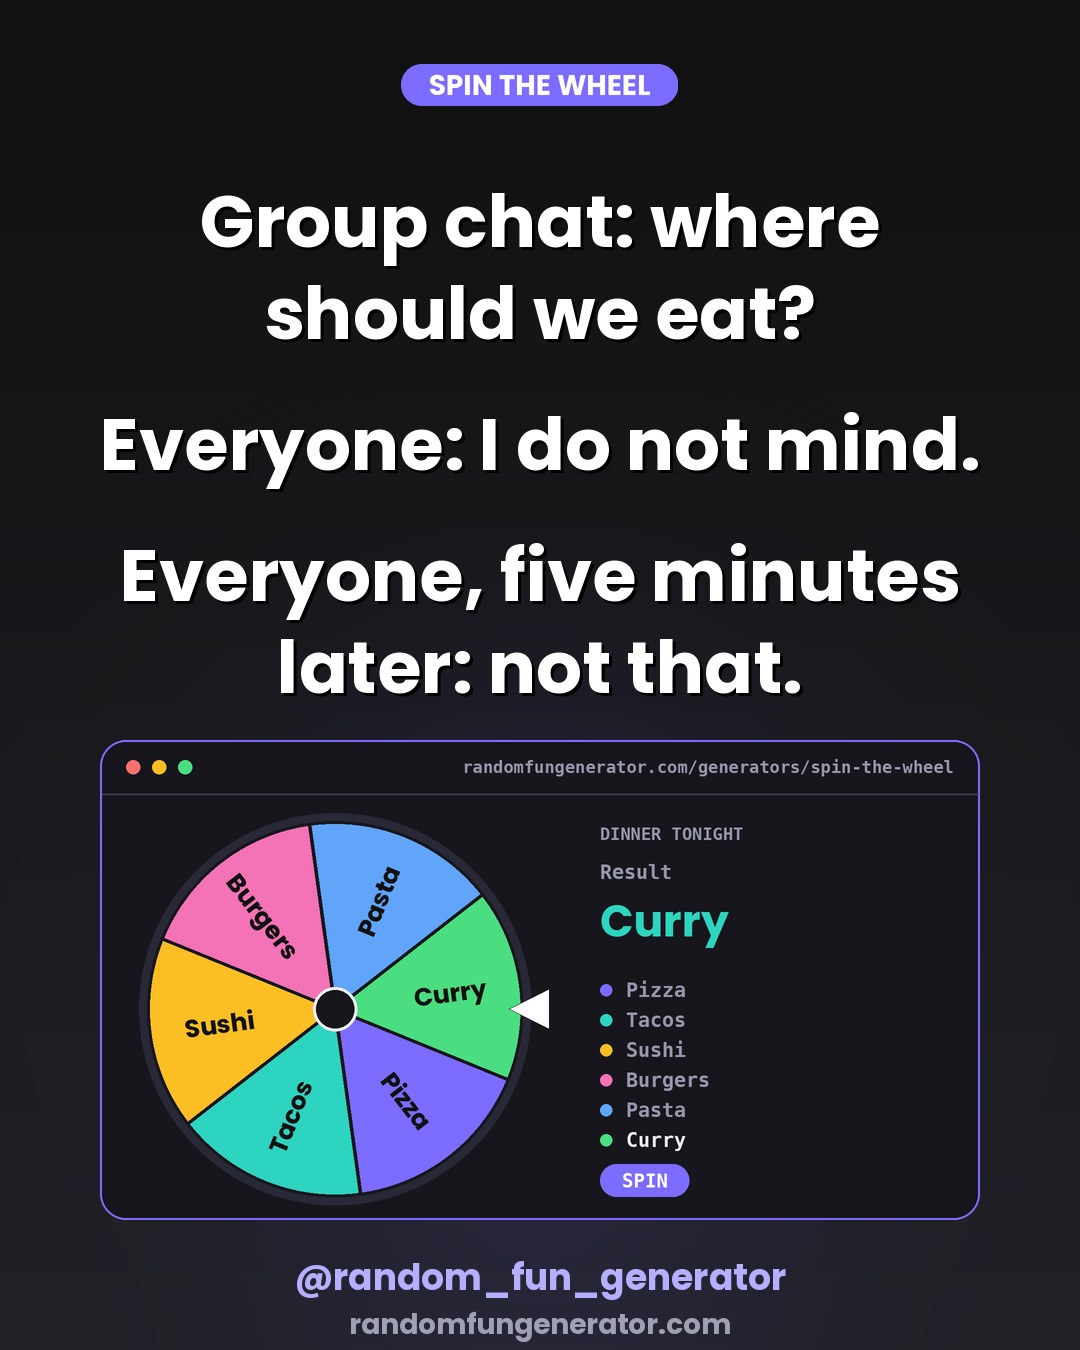 SPIN THE WHEEL
Group chat: where
should we eat?
Everyone: I do not mind.
Everyone, five minutes
later: not that.
randomfungenerator.com/generators/spin-the-wheel
Burgers
Pasta
Curry
Sushi
Tacos
Pizza
DINNER TONIGHT
Result
Curry
Pizza
Tacos
Sushi
Burgers
Pasta
Curry
SPIN
@random_fun_generator
randomfungenerator.com